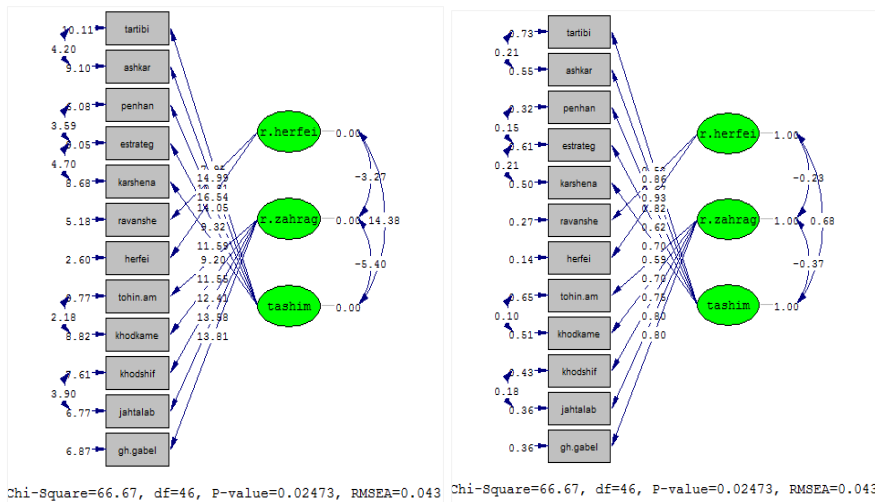 10.11
tartibi
4.20
9.10
ashkar
penhan
3.59
estrateg
4.70
8.68
karshena
5.18
ravanshe
2.60
herfei
tohin.am
2.18
8.82
khodkame
7.61
khodshif
3.90
6.77
jahtalab
6.87
gh.gabel
r.herfei
0.00
r.zahrag
0.00
tashim
0.00
-3.27
14.38
-5.40
14.99
16.54
14.05
9.32
11.59
9.20
11.55
12.41
13.58
13.81
Chi-Square=66.67, df=46, P-value=0.02473, RMSEA=0.043
0.73
tartibi
0.21
0.55
ashkar
0.32
penhan
0.15
0.61
estrateg
0.21
0.50
karshena
0.27
ravanshe
0.14
herfei
0.65
tohin.am
0.10
0.51
khodkame
0.43
khodshif
0.18
0.36
jahtalab
0.36
gh.gabel
r.herfei
1.00
r.zahrag
1.00
tashim
1.00
-0.23
0.68
-0.37
0.86
0.93
0.82
0.62
0.70
0.59
0.70
0.75
0.80
0.80
Chi-Square=66.67, df=46, P-value=0.02473, RMSEA=0.043